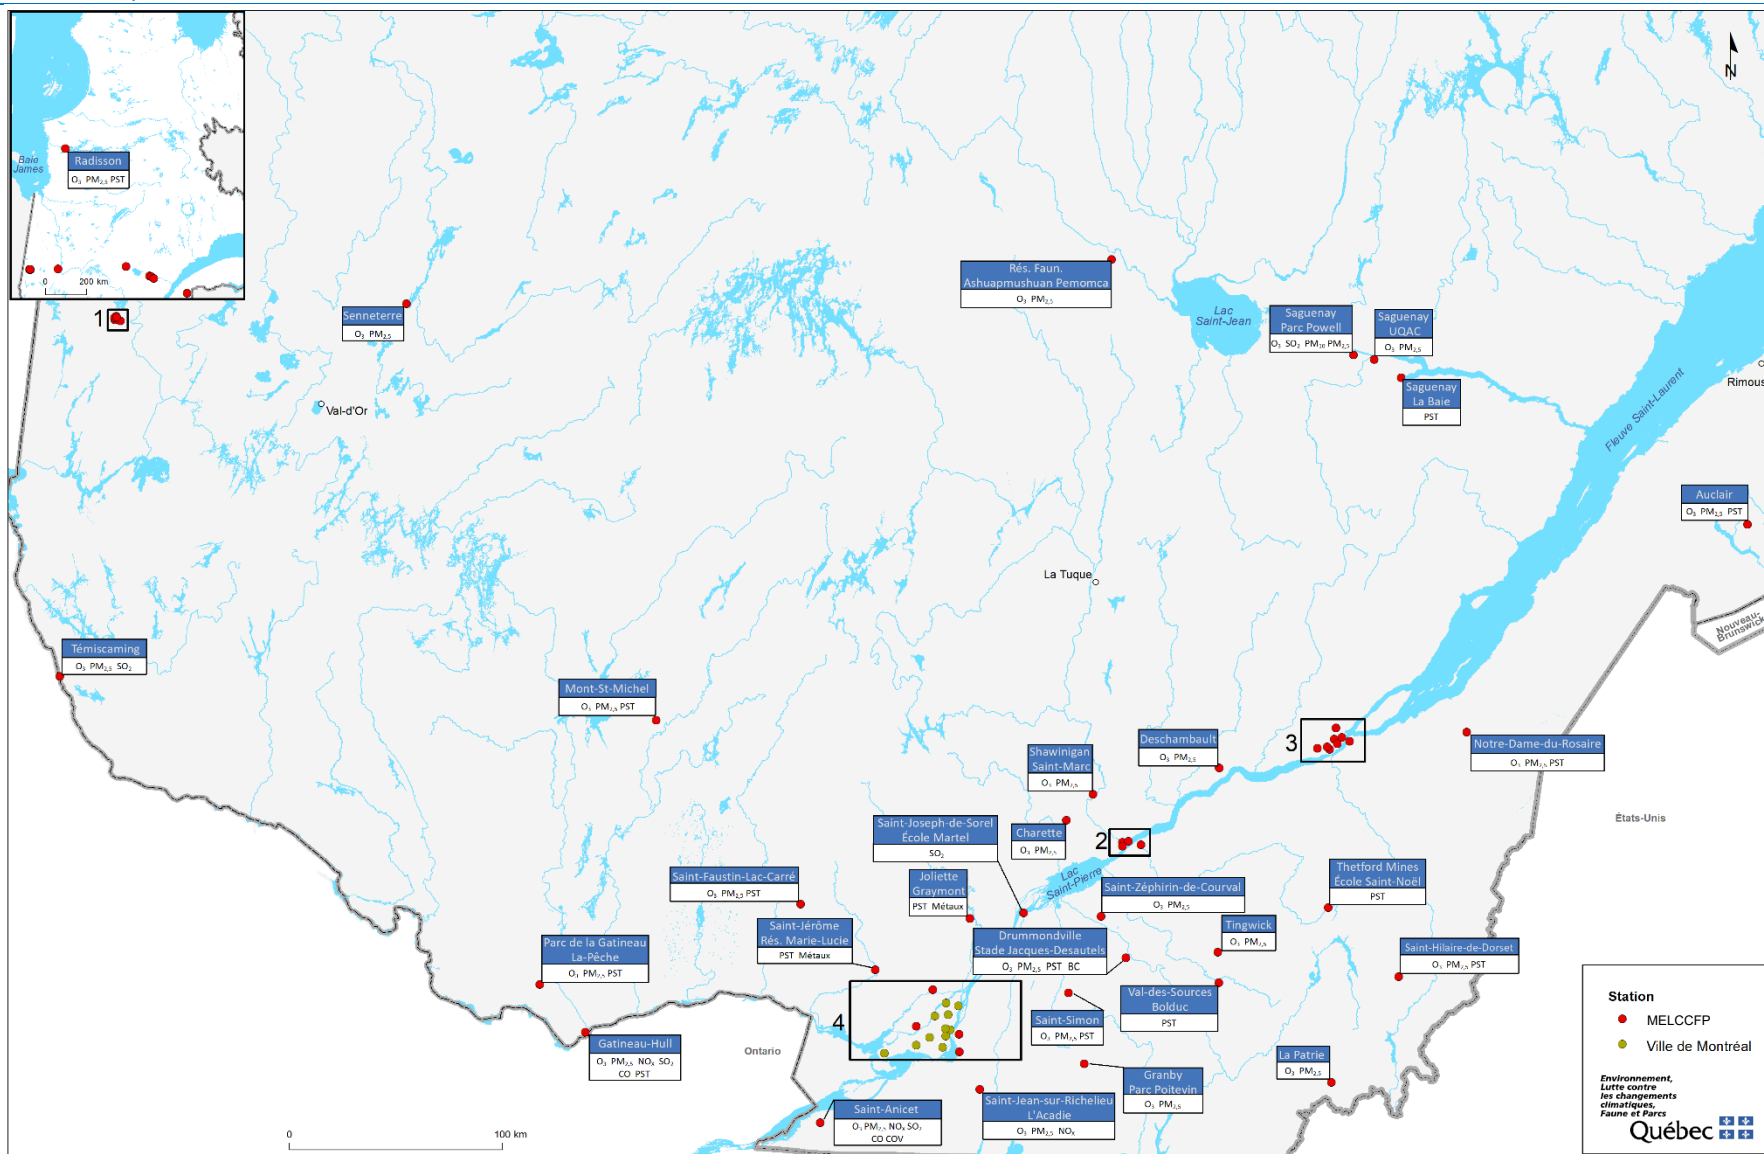 N
Baie
James
Radisson
O₃ PM₂,₅ PST
0 200 km
1
Senneterre
O₃ PM₂,₅
Val-d'Or
Rés. Faun.
Ashuapmushuan Pemomca
O₃ PM₂,₅
Lac
Saint-Jean
Saguenay
Parc Powell
O₃ SO₂ PM₁₀ PM₂,₅
Saguenay
UQAC
O₃ PM₂,₅
Saguenay
La Baie
PST
Fleuve Saint-Laurent
Rimous
Auclair
O₃ PM₂,₅ PST
La Tuque
Nouveau-
Brunswick
Témiscaming
O₃ PM₂,₅ SO₂
Mont-St-Michel
O₃ PM₂,₅ PST
Shawinigan
Saint-Marc
O₃ PM₂,₅
Deschambault
O₃ PM₂,₅
3
Notre-Dame-du-Rosaire
O₃ PM₂,₅ PST
États-Unis
Saint-Joseph-de-Sorel
École Martel
SO₂
Charette
O₃ PM₂,₅
2
Lac
Saint-Pierre
Saint-Faustin-Lac-Carré
O₃ PM₂,₅ PST
Joliette
Graymont
PST Métaux
Saint-Zéphirin-de-Courval
O₃ PM₂,₅
Thetford Mines
École Saint-Noël
PST
Saint-Jérôme
Rés. Marie-Lucie
PST Métaux
Drummondville
Stade Jacques-Desautels
O₃ PM₂,₅ PST BC
Tingwick
O₃ PM₂,₅
Parc de la Gatineau
La-Pêche
O₃ PM₂,₅ PST
Saint-Hilaire-de-Dorset
O₃ PM₂,₅ PST
4
Saint-Simon
O₃ PM₂,₅ PST
Val-des-Sources
Bolduc
PST
Gatineau-Hull
O₃ PM₂,₅ NOₓ SO₂
CO PST
Ontario
La Patrie
O₃ PM₂,₅
Granby
Parc Poitevin
O₃ PM₂,₅
Saint-Anicet
O₃ PM₂,₅ NOₓ SO₂
CO COV
Saint-Jean-sur-Richelieu
L'Acadie
O₃ PM₂,₅ NOₓ
0 100 km
Station
MELCCFP
Ville de Montréal
Environnement,
Lutte contre
les changements
climatiques,
Faune et Parcs
Québec